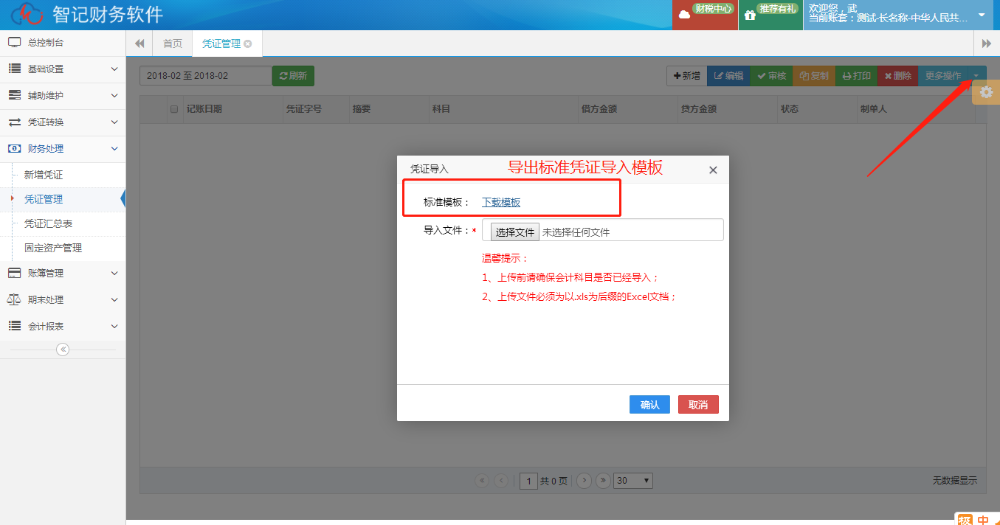 智记财务软件
财税中心
推荐有礼
欢迎您，武
当前账套：测试-长名称-中华人民共...
总控制台
基础设置
辅助维护
凭证转换
财务处理
新增凭证
凭证管理
凭证汇总表
固定资产管理
账簿管理
期末处理
会计报表
首页
凭证管理
2018-02 至 2018-02
刷新
新增
编辑
审核
复制
打印
删除
更多操作
记账日期
凭证字号
摘要
科目
借方金额
贷方金额
状态
制单人
凭证导入
导出标准凭证导入模板
标准模板：
下载模板
导入文件：*
选择文件
未选择任何文件
温馨提示：
1、上传前请确保会计科目是否已经导入；
2、上传文件必须为以.xls为后缀的Excel文档；
确认
取消
1
共 0 页
30
无数据显示
中